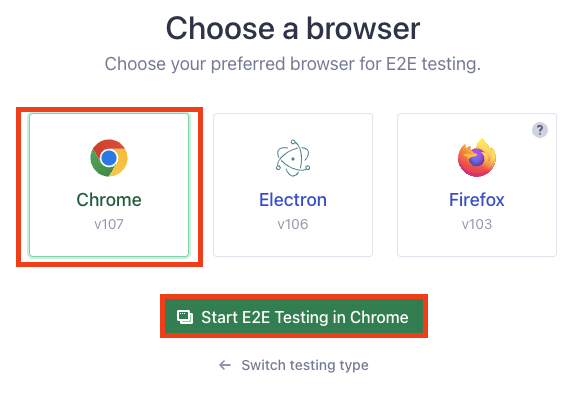 Choose a browser
Choose your preferred browser for E2E testing.
?
Chrome
v107
Electron
v106
Firefox
v103
Start E2E Testing in Chrome
← Switch testing type